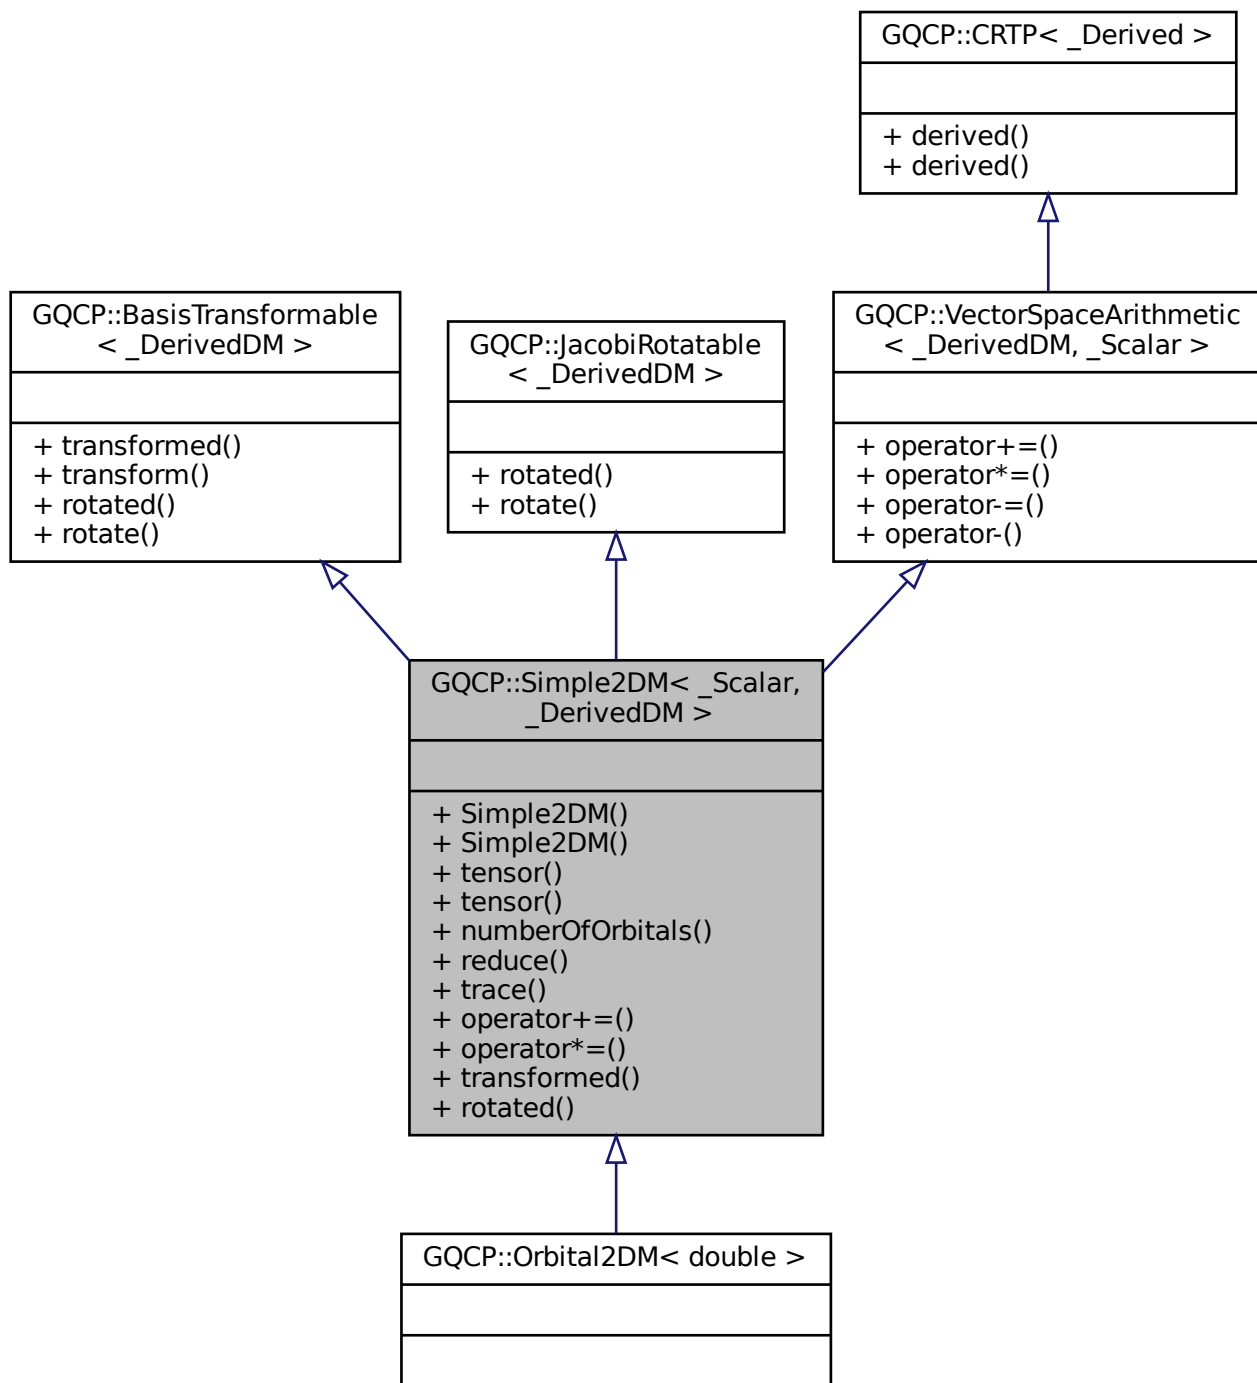 GQCP::CRTP< _Derived >
+ derived()
+ derived()
GQCP::BasisTransformable
< _DerivedDM >
+ transformed()
+ transform()
+ rotated()
+ rotate()
GQCP::JacobiRotatable
< _DerivedDM >
+ rotated()
+ rotate()
GQCP::VectorSpaceArithmetic
< _DerivedDM, _Scalar >
+ operator+=()
+ operator*=()
+ operator-=()
+ operator-()
GQCP::Simple2DM< _Scalar,
_DerivedDM >
+ Simple2DM()
+ Simple2DM()
+ tensor()
+ tensor()
+ numberOfOrbitals()
+ reduce()
+ trace()
+ operator+=()
+ operator*=()
+ transformed()
+ rotated()
GQCP::Orbital2DM< double >